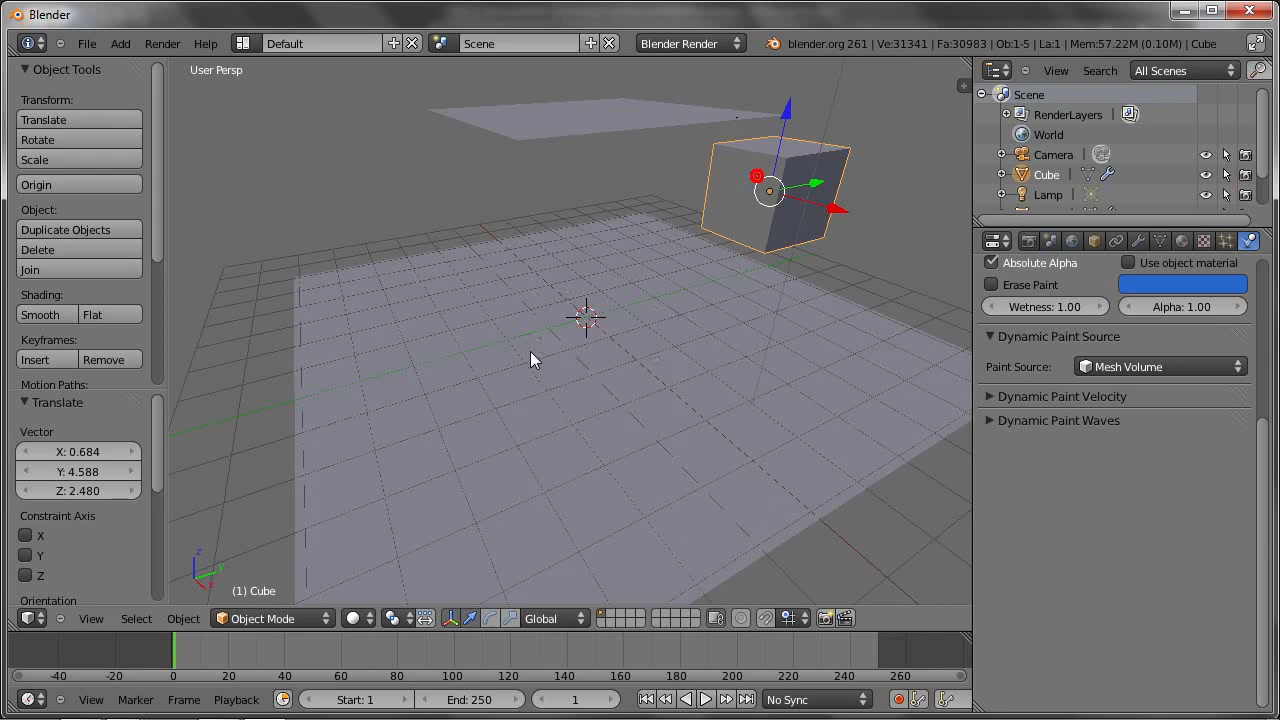 Blender
File Add Render Help Default Scene Blender Render blender.org 261 | Ve:31341 | Fa:30983 | Ob:1-5 | La:1 | Mem:57.22M (0.10M) | Cube
Object Tools
Transform:
Translate
Rotate
Scale
Origin
Object:
Duplicate Objects
Delete
Join
Shading:
Smooth Flat
Keyframes:
Insert Remove
Motion Paths:
Translate
Vector
X: 0.684
Y: 4.588
Z: 2.480
Constraint Axis
X
Y
Z
Orientation
User Persp
z
y
x
(1) Cube
View Select Object Object Mode Global
-40 -20 0 20 40 60 80 100 120 140 160 180 200 220 240 260
View Marker Frame Playback Start: 1 End: 250 1 No Sync
View Search All Scenes
Scene
RenderLayers
World
Camera
Cube
Lamp
Absolute Alpha Use object material
Erase Paint
Wetness: 1.00 Alpha: 1.00
Dynamic Paint Source
Paint Source: Mesh Volume
Dynamic Paint Velocity
Dynamic Paint Waves